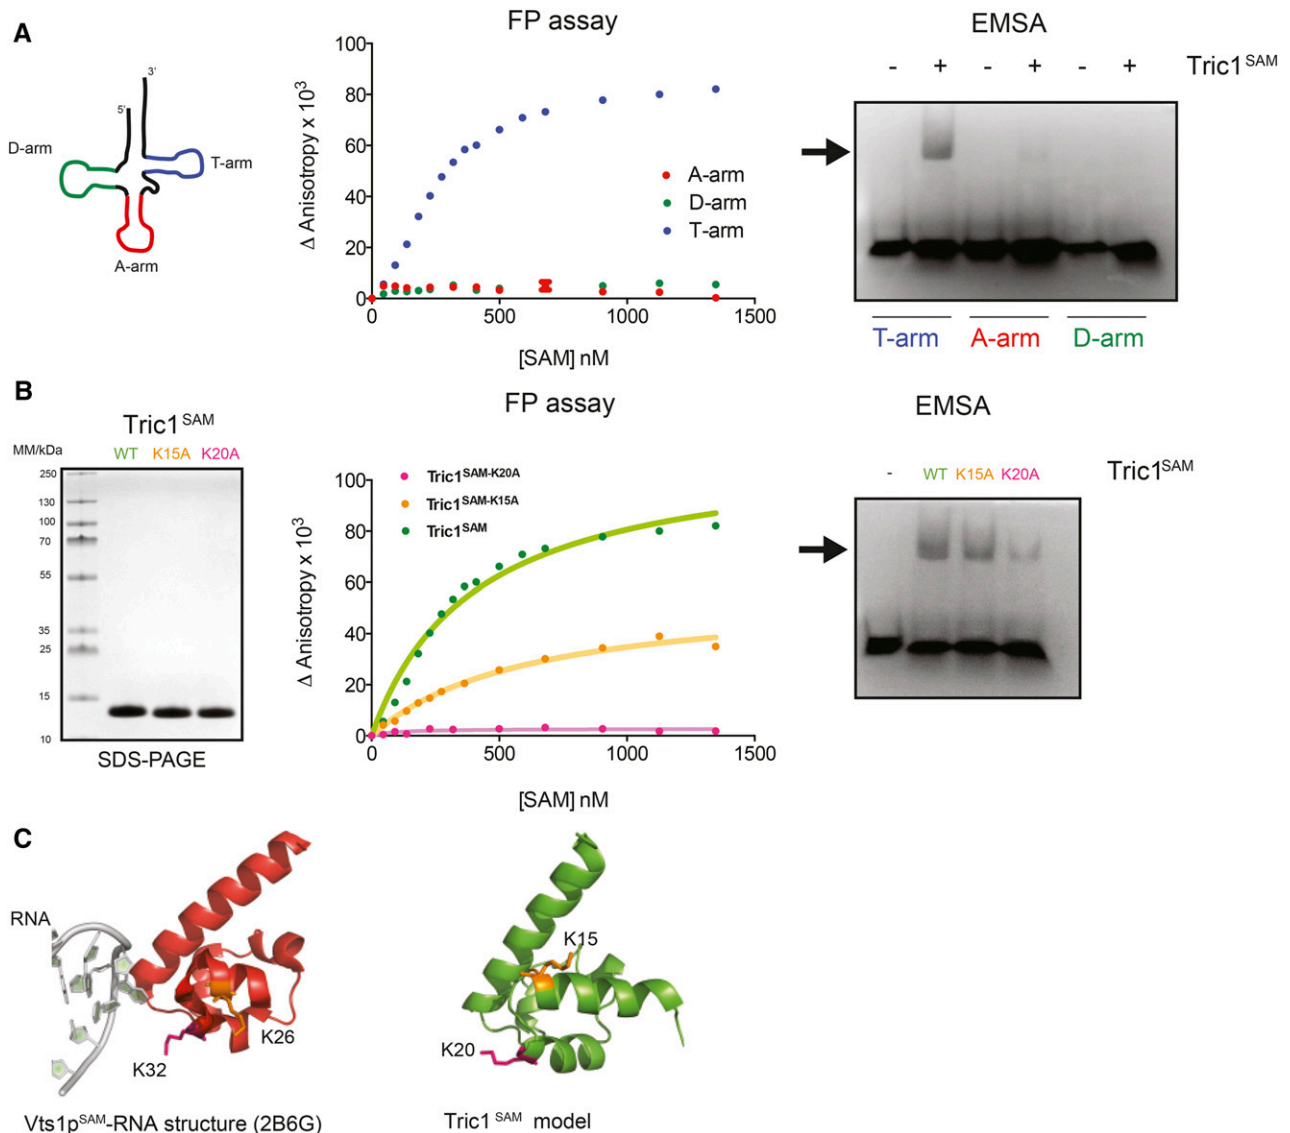 A
FP assay
EMSA
- + - + - + Tric1SAM
3'
5'
D-arm
T-arm
A-arm
Δ Anisotropy x 10³
100
80
60
40
20
0
A-arm
D-arm
T-arm
0 500 1000 1500
[SAM] nM
T-arm A-arm D-arm
B
Tric1SAM
MM/kDa WT K15A K20A
250
130
100
70
55
35
25
15
10
SDS-PAGE
FP assay
Δ Anisotropy x 10³
100
80
60
40
20
0
Tric1SAM-K20A
Tric1SAM-K15A
Tric1SAM
0 500 1000 1500
[SAM] nM
EMSA
- WT K15A K20A Tric1SAM
C
RNA
K26
K32
Vts1pSAM-RNA structure (2B6G)
K15
K20
Tric1SAM model